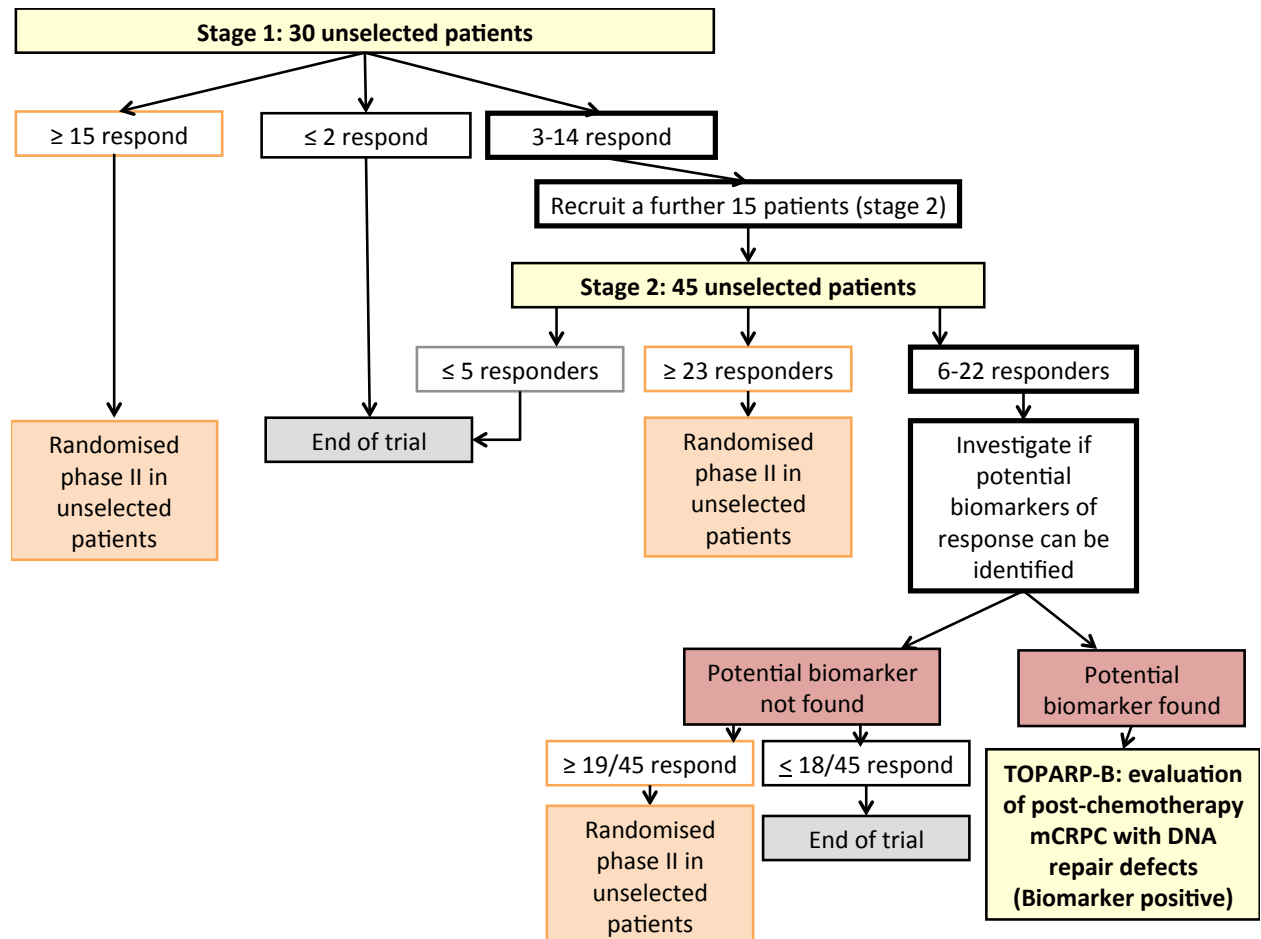 Stage 1: 30 unselected patients
≥ 15 respond
≤ 2 respond
3-14 respond
Recruit a further 15 patients (stage 2)
Stage 2: 45 unselected patients
≤ 5 responders
≥ 23 responders
6-22 responders
Randomised
phase II in
unselected
patients
End of trial
Randomised
phase II in
unselected
patients
Investigate if
potential
biomarkers of
response can be
identified
Potential biomarker
not found
Potential
biomarker found
≥ 19/45 respond
≤ 18/45 respond
Randomised
phase II in
unselected
patients
End of trial
TOPARP-B: evaluation
of post-chemotherapy
mCRPC with DNA
repair defects
(Biomarker positive)